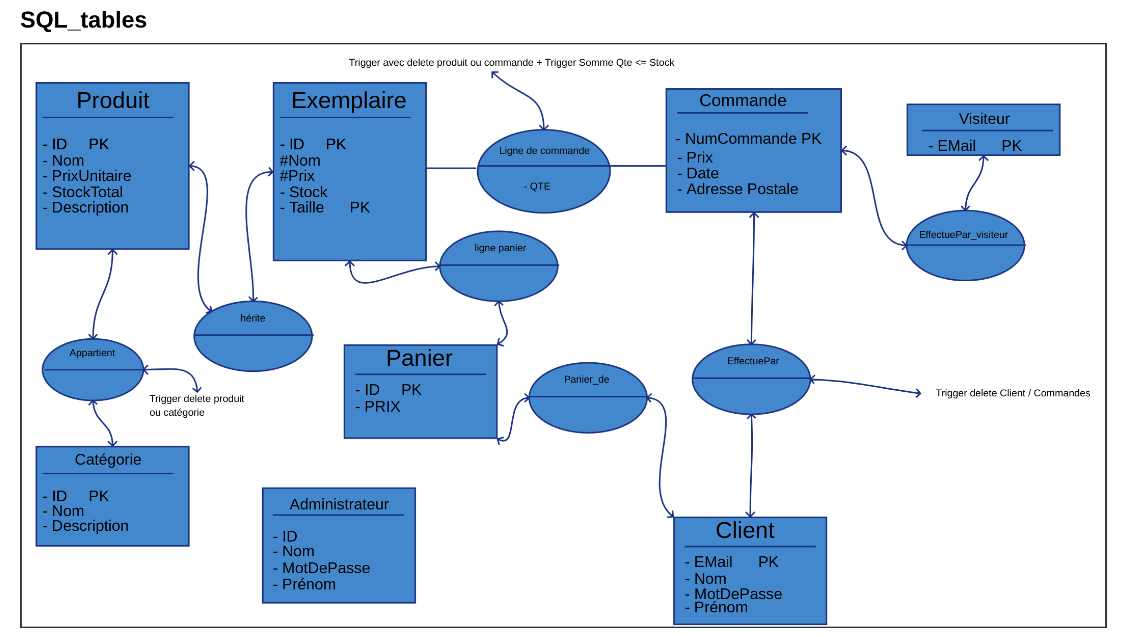 SQL_tables
Trigger avec delete produit ou commande + Trigger Somme Qte <= Stock
Produit
- ID PK
- Nom
- PrixUnitaire
- StockTotal
- Description
Exemplaire
- ID PK
#Nom
#Prix
- Stock
- Taille PK
Ligne de commande
- QTE
Commande
- NumCommande PK
- Prix
- Date
- Adresse Postale
Visiteur
- EMail PK
EffectuePar_visiteur
ligne panier
hérite
Appartient
Trigger delete produit
ou catégorie
Panier
- ID PK
- PRIX
Panier_de
EffectuePar
Trigger delete Client / Commandes
Catégorie
- ID PK
- Nom
- Description
Administrateur
- ID
- Nom
- MotDePasse
- Prénom
Client
- EMail PK
- Nom
- MotDePasse
- Prénom